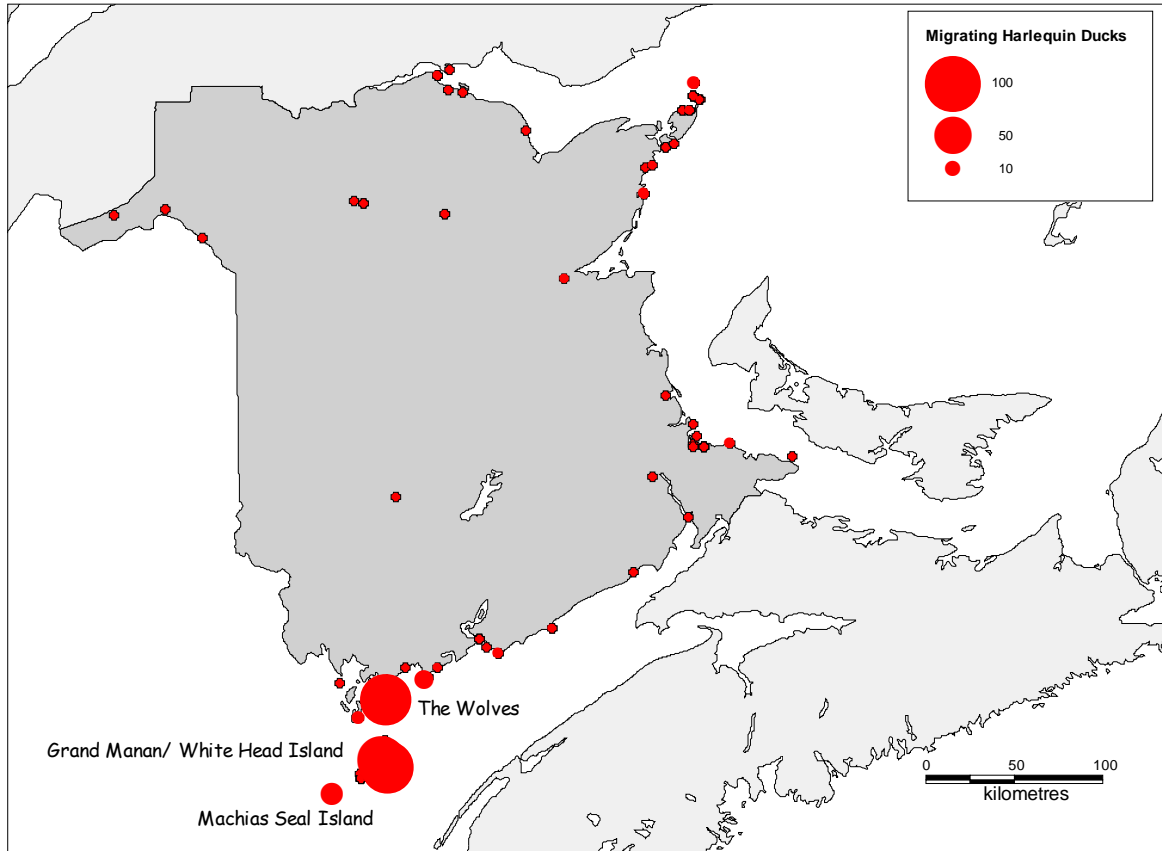 Migrating Harlequin Ducks
100
50
10
The Wolves
Grand Manan/ White Head Island
Machias Seal Island
0 50 100
kilometres